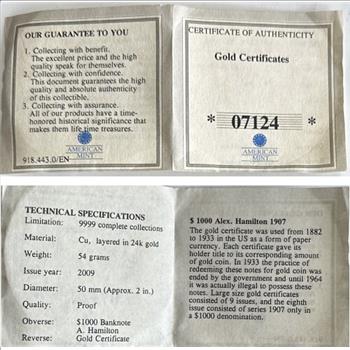 OUR GUARANTEE TO YOU
1. Collecting with benefit.
The excellent price and the high
quality speak for themselves.
2. Collecting with confidence.
This document guarantees the high
quality and absolute authenticity
of this collectible.
3. Collecting with assurance.
All of our products have a time-
honored historical significance that
makes them life time treasures.
AMERICAN
MINT
918.443.0/EN
CERTIFICATE OF AUTHENTICITY
Gold Certificates
* 07124 *
AMERICAN
MINT
TECHNICAL SPECIFICATIONS
Limitation: 9999 complete collections
Material: Cu, layered in 24k gold
Weight: 54 grams
Issue year: 2009
Diameter: 50 mm (Approx. 2 in.)
Quality: Proof
Obverse: $1000 Banknote
A. Hamilton
Reverse: Gold Certificate
$ 1000 Alex. Hamilton 1907
The gold certificate was used from 1882
to 1933 in the US as a form of paper
currency. Each certificate gave its
holder title to its corresponding amount
of gold coin. In 1933 the practice of
redeeming these notes for gold coin was
ended by the government and until 1964
it was actually illegal to possess these
notes. Large size gold certificates
consisted of 9 issues, and the eighth
issue consisted of series 1907 only in
a $1000 denomination.